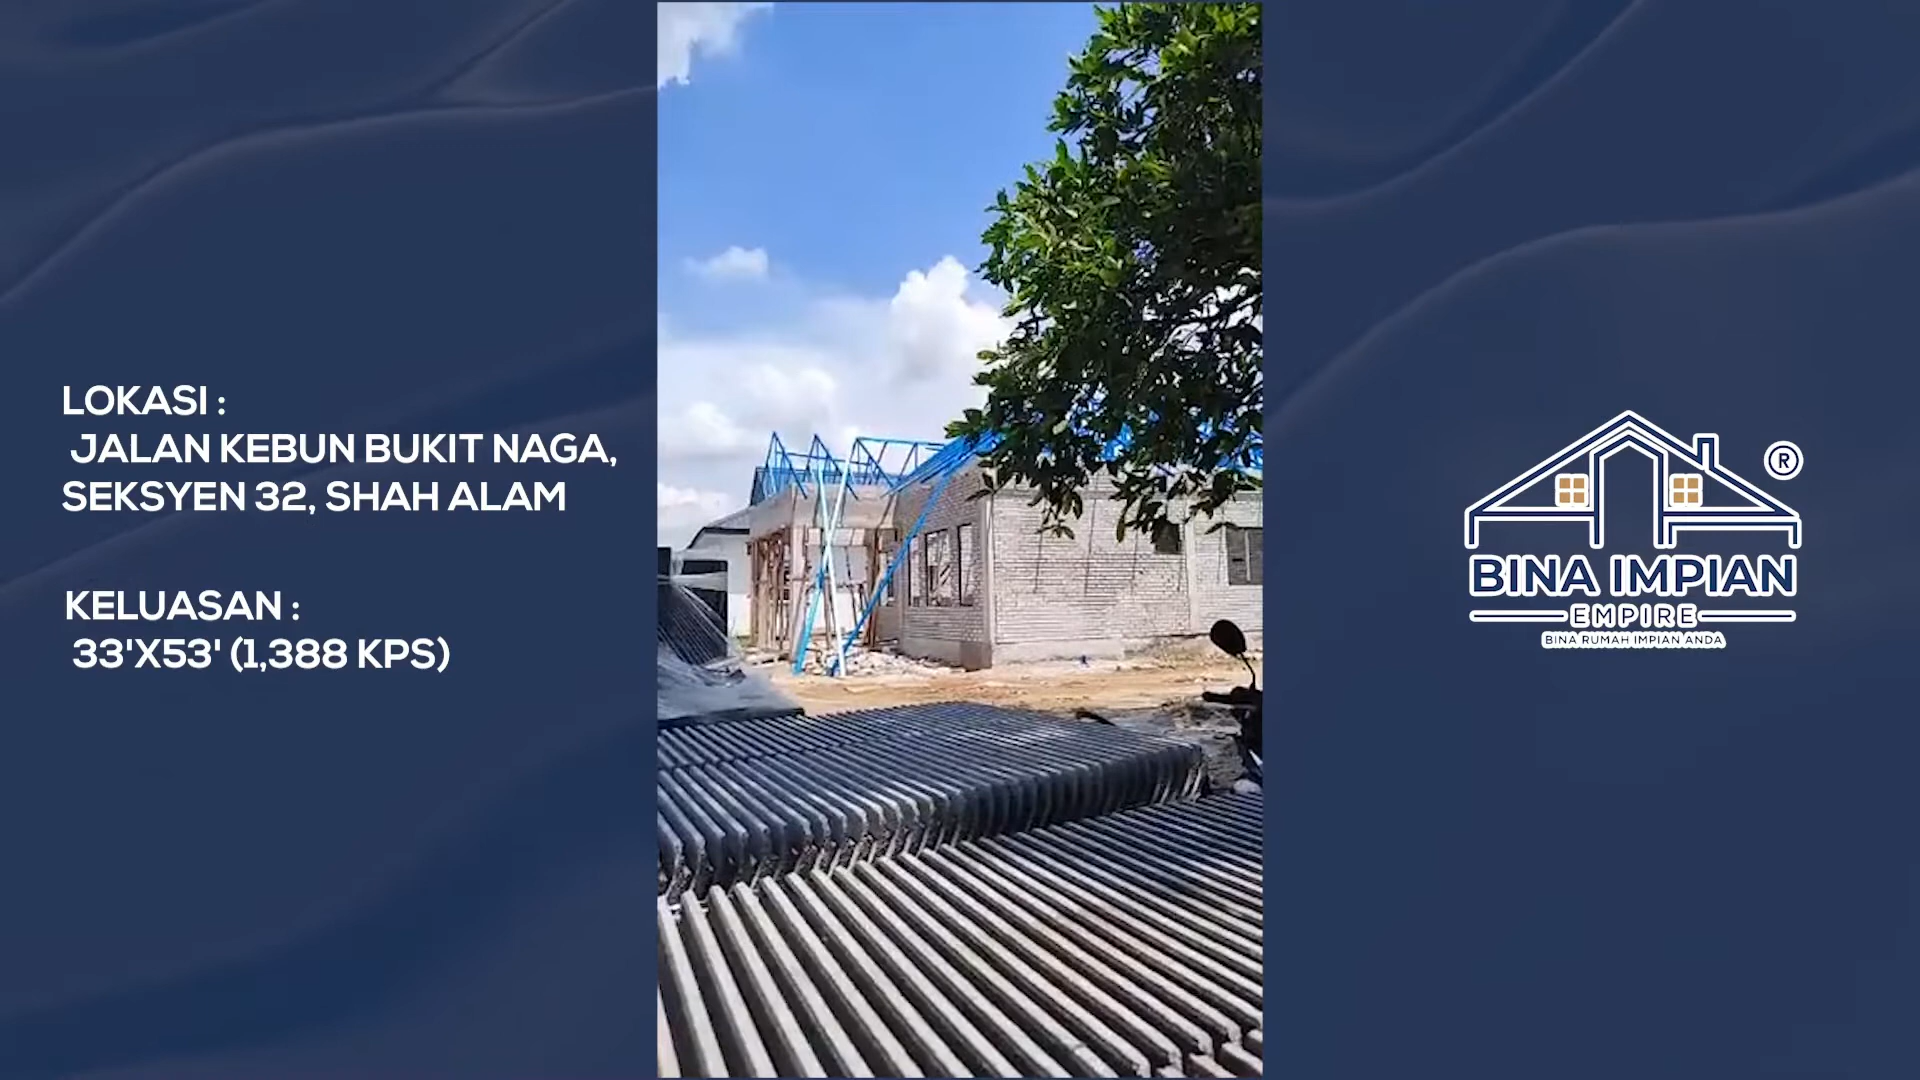 LOKASI :
JALAN KEBUN BUKIT NAGA,
SEKSYEN 32, SHAH ALAM
KELUASAN :
33'X53' (1,388 KPS)
®
BINA IMPIAN
EMPIRE
BINA RUMAH IMPIAN ANDA